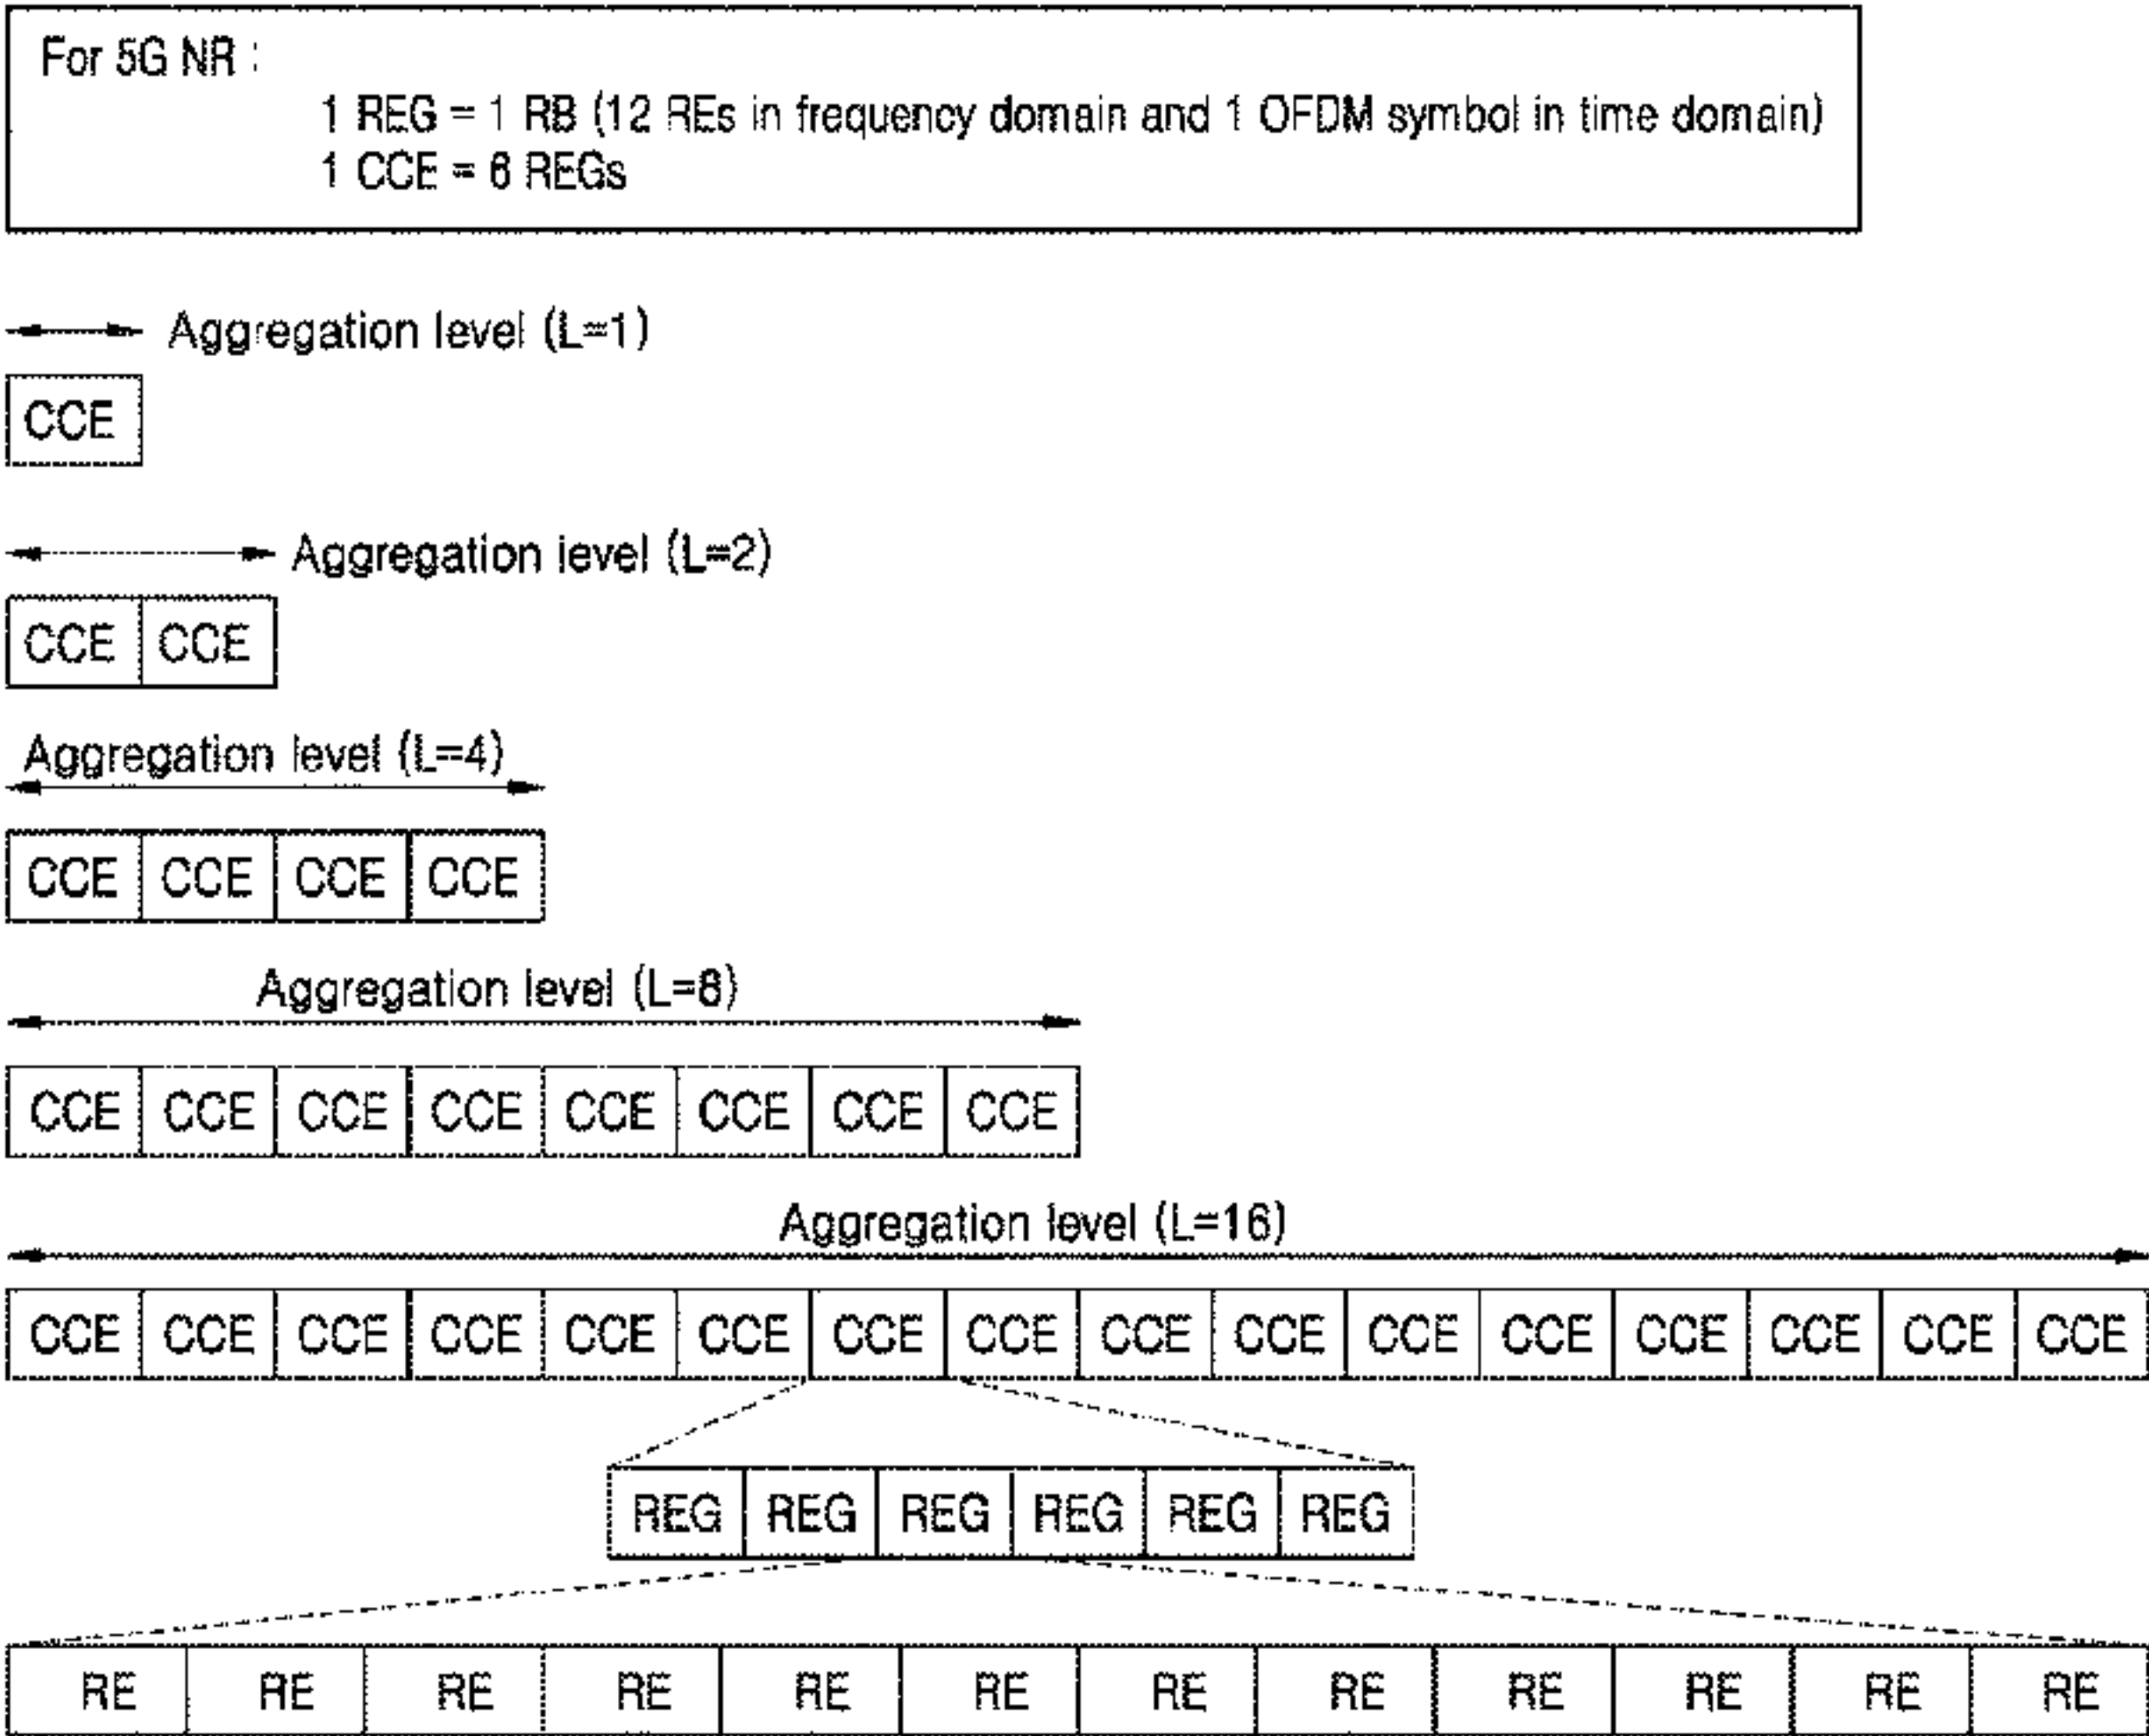 For 5G NR :
1 REG = 1 RB (12 REs in frequency domain and 1 OFDM symbol in time domain)
1 CCE = 6 REGs
Aggregation level (L=1)
CCE
Aggregation level (L=2)
CCE CCE
Aggregation level (L=4)
CCE CCE CCE CCE
Aggregation level (L=8)
CCE CCE CCE CCE CCE CCE CCE CCE
Aggregation level (L=16)
CCE CCE CCE CCE CCE CCE CCE CCE CCE CCE CCE CCE CCE CCE CCE CCE
REG REG REG REG REG REG
RE RE RE RE RE RE RE RE RE RE RE RE